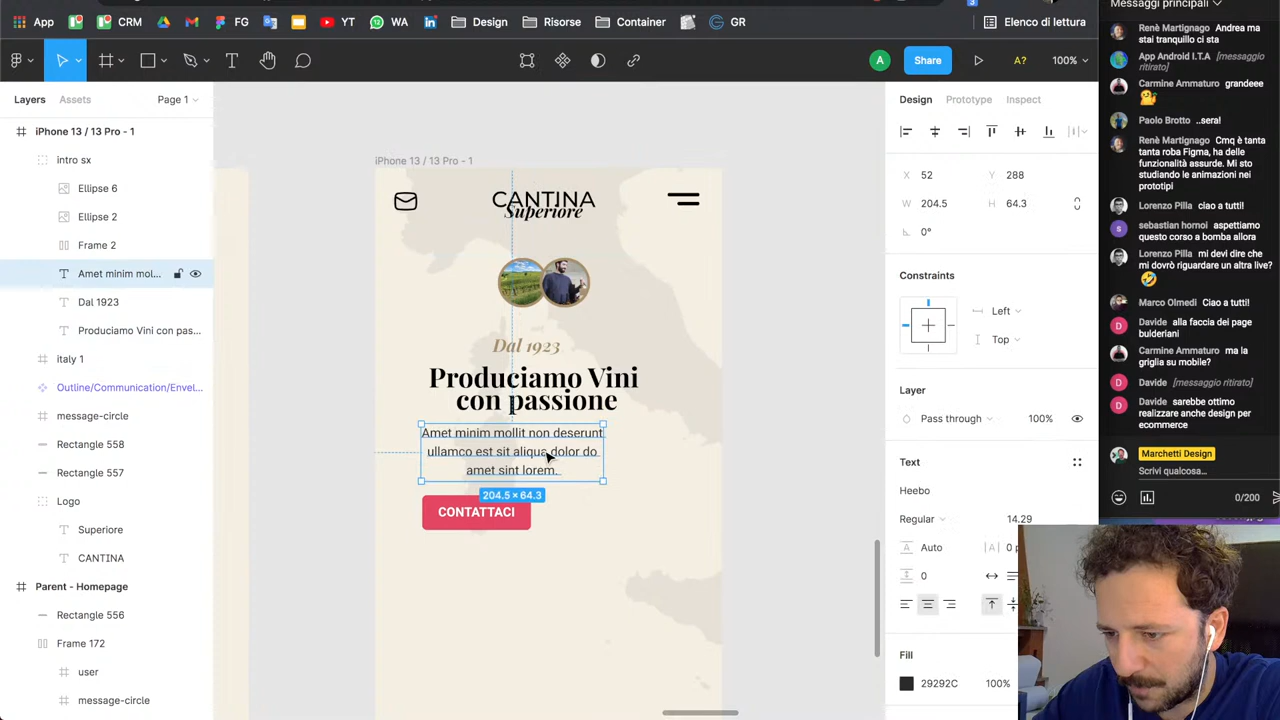 App
CRM
FG
YT
WA
Design
Risorse
Container
GR
Elenco di lettura
Share
A
A?
100%
Layers
Assets
Page 1
iPhone 13 / 13 Pro - 1
intro sx
Ellipse 6
Ellipse 2
Frame 2
Amet minim mol...
Dal 1923
Produciamo Vini con pas...
italy 1
Outline/Communication/Envel...
message-circle
Rectangle 558
Rectangle 557
Logo
Superiore
CANTINA
Parent - Homepage
Rectangle 556
Frame 172
user
message-circle
iPhone 13 / 13 Pro - 1
CANTINA
Superiore
Dal 1923
Produciamo Vini
con passione
Amet minim mollit non deserunt
ullamco est sit aliqua dolor do
amet sint lorem.
204.5 × 64.3
CONTATTACI
Design
Prototype
Inspect
X 52
Y 288
W 204.5
H 64.3
0°
Constraints
Left
Top
Layer
Pass through
100%
Text
Heebo
Regular
14.29
Auto
0 p
0
Fill
29292C
100%
Messaggi principali
Renè Martignago Andrea ma
stai tranquillo ci sta
App Android I.T.A [messaggio
ritirato]
Carmine Ammaturo grandeee
Paolo Brotto ..sera!
Renè Martignago Cmq è tanta
tanta roba Figma, ha delle
funzionalità assurde. Mi sto
studiando le animazioni nei
prototipi
Lorenzo Pilla ciao a tutti!
sebastian hornoi aspettiamo
questo corso a bomba allora
Lorenzo Pilla mi devi dire che
mi dovrò riguardare un altra live?
Marco Olmedi Ciao a tutti!
Davide alla faccia dei page
bulderiani
Carmine Ammaturo ma la
griglia su mobile?
Davide [messaggio ritirato]
Davide sarebbe ottimo
realizzare anche design per
ecommerce
Marchetti Design
Scrivi qualcosa...
0/200